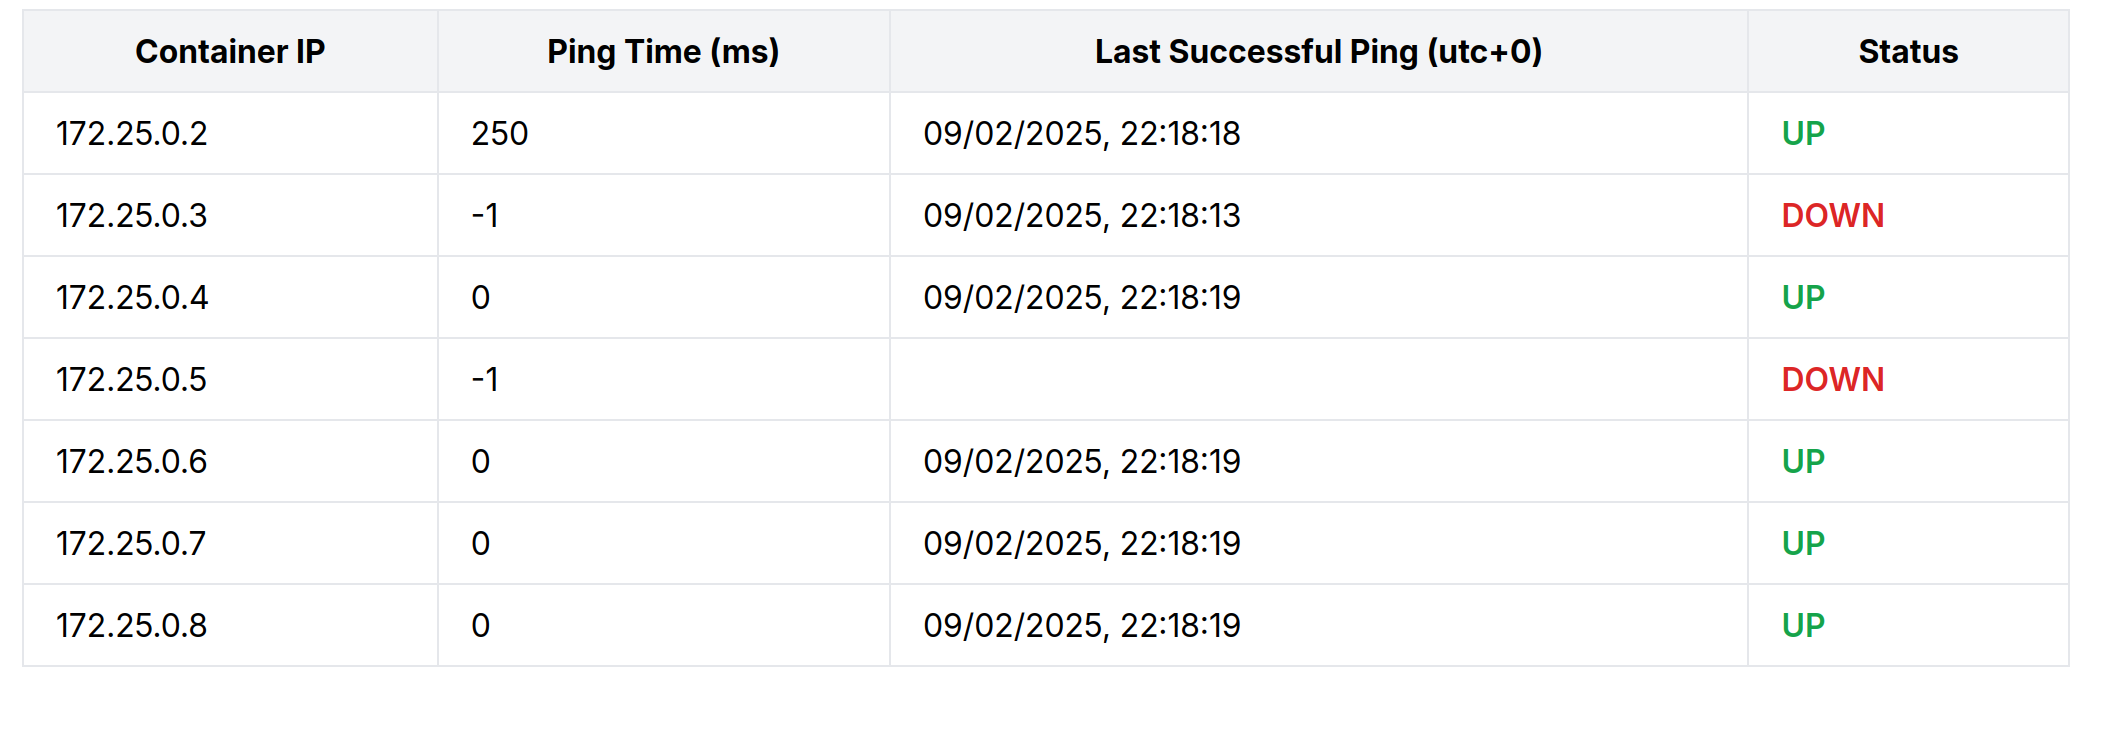 Container IP Ping Time (ms) Last Successful Ping (utc+0) Status
172.25.0.2 250 09/02/2025, 22:18:18 UP
172.25.0.3 -1 09/02/2025, 22:18:13 DOWN
172.25.0.4 0 09/02/2025, 22:18:19 UP
172.25.0.5 -1 DOWN
172.25.0.6 0 09/02/2025, 22:18:19 UP
172.25.0.7 0 09/02/2025, 22:18:19 UP
172.25.0.8 0 09/02/2025, 22:18:19 UP